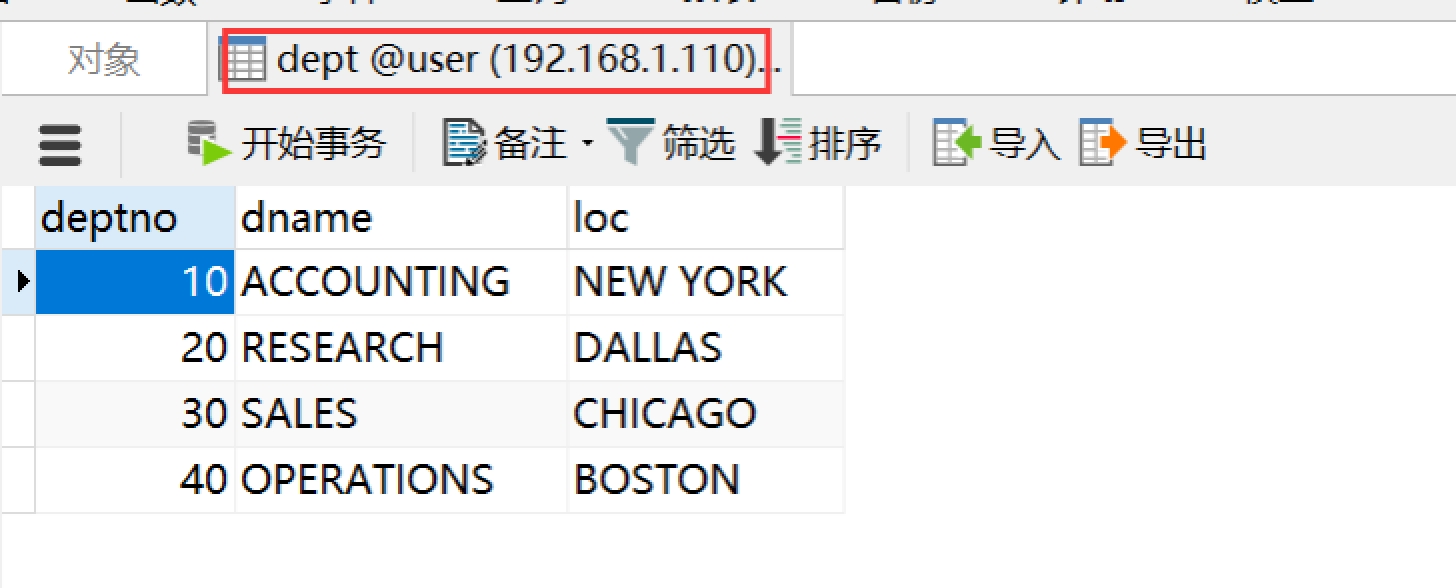 对象
dept @user (192.168.1.110)...
开始事务 备注 筛选 排序 导入 导出
deptno dname loc
10 ACCOUNTING NEW YORK
20 RESEARCH DALLAS
30 SALES CHICAGO
40 OPERATIONS BOSTON